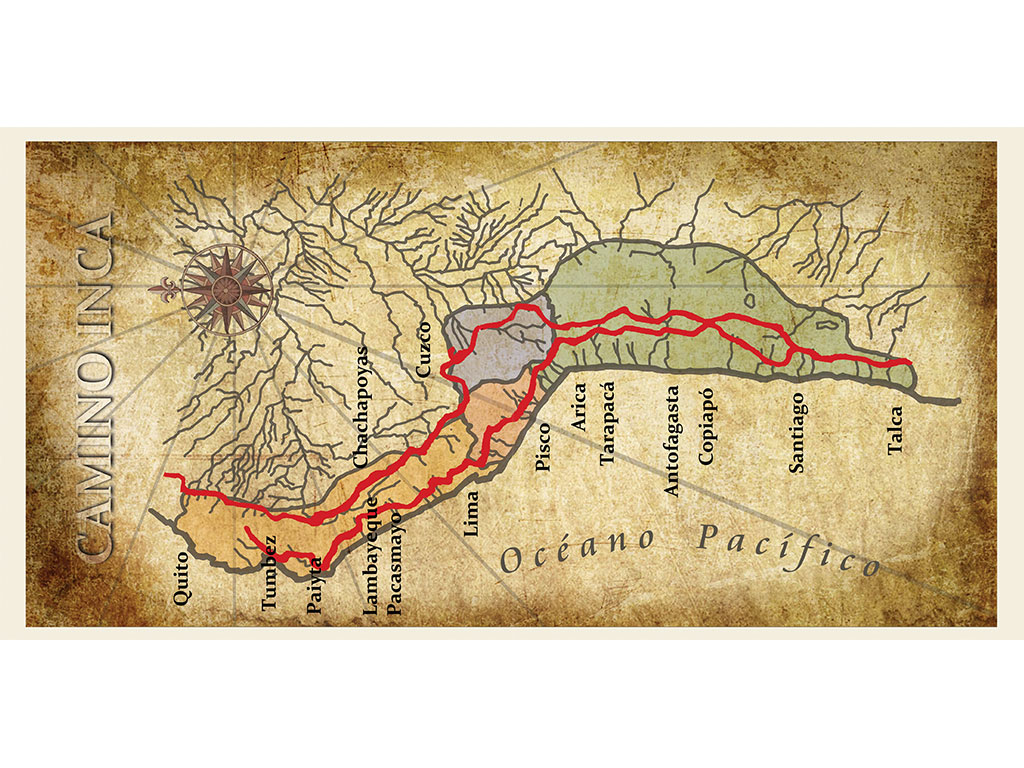 CAMINO INCA
Quito
Tumbez
Paiyta
Lambayeque
Pacasmayo
Chachapoyas
Cuzco
Lima
Pisco
Arica
Tarapacá
Antofagasta
Copiapó
Santiago
Talca
Océano Pacífico